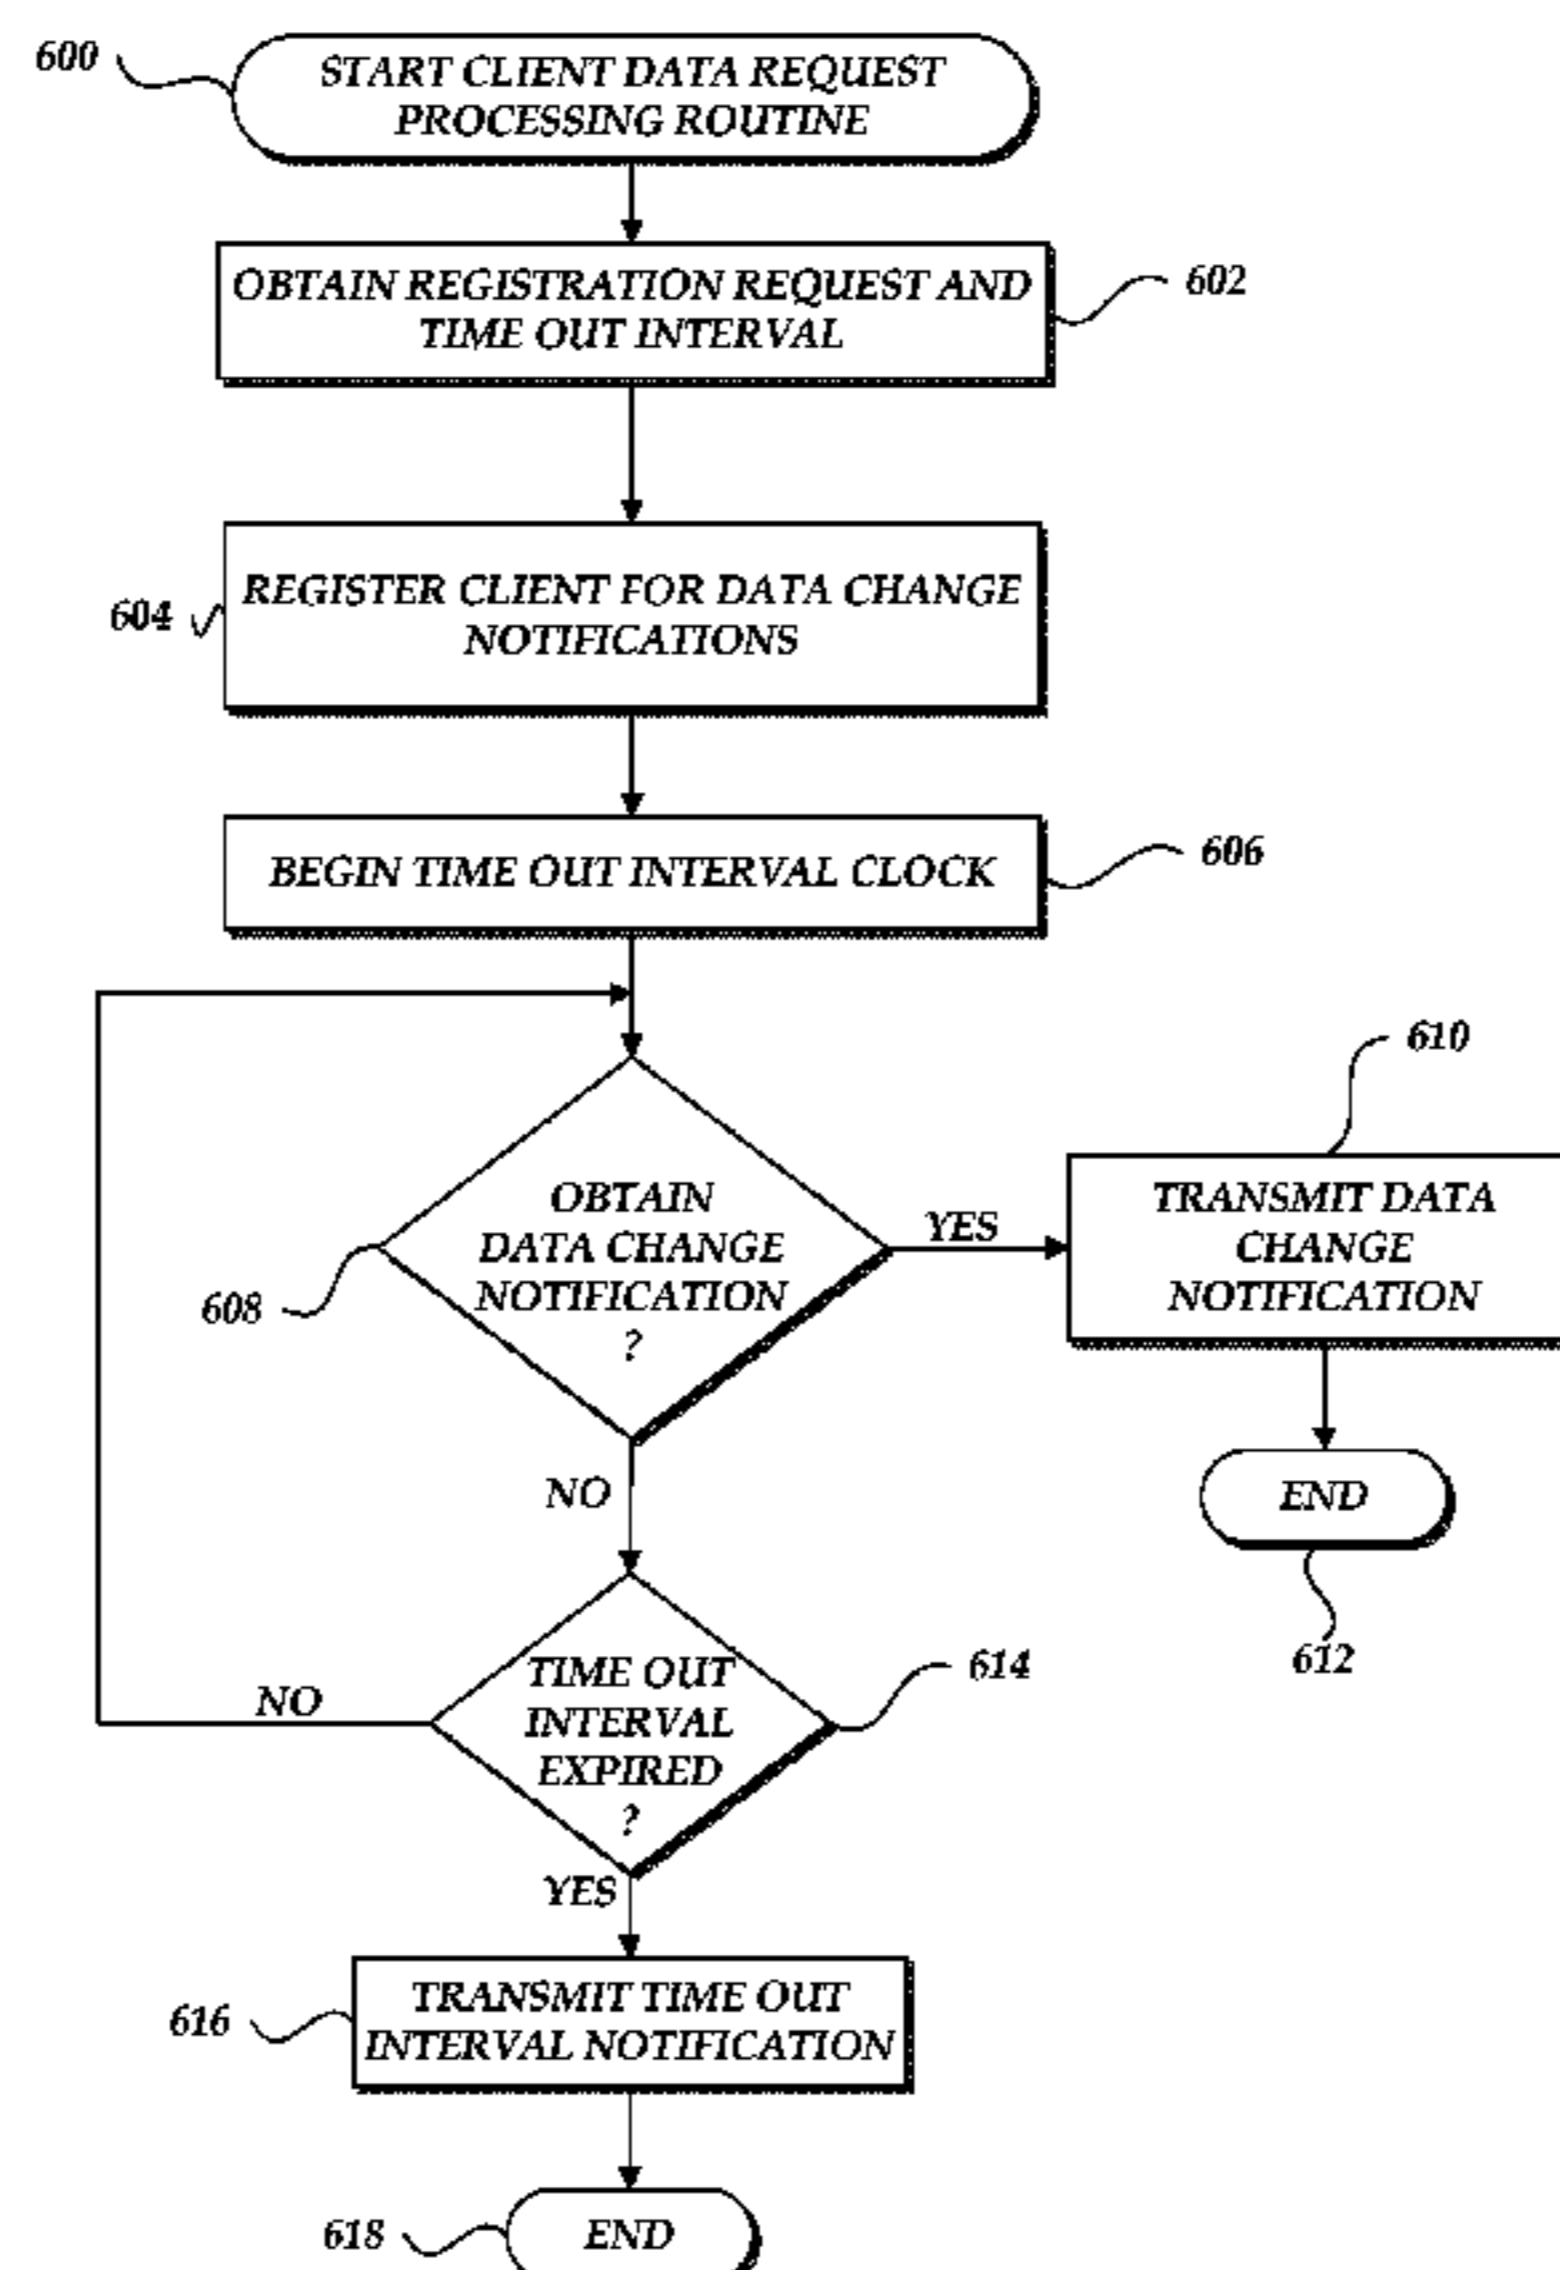 600
START CLIENT DATA REQUEST
PROCESSING ROUTINE
OBTAIN REGISTRATION REQUEST AND
TIME OUT INTERVAL
602
604
REGISTER CLIENT FOR DATA CHANGE
NOTIFICATIONS
BEGIN TIME OUT INTERVAL CLOCK
606
608
OBTAIN
DATA CHANGE
NOTIFICATION
?
YES
610
TRANSMIT DATA
CHANGE
NOTIFICATION
END
612
NO
TIME OUT
INTERVAL
EXPIRED
?
614
NO
YES
616
TRANSMIT TIME OUT
INTERVAL NOTIFICATION
618
END